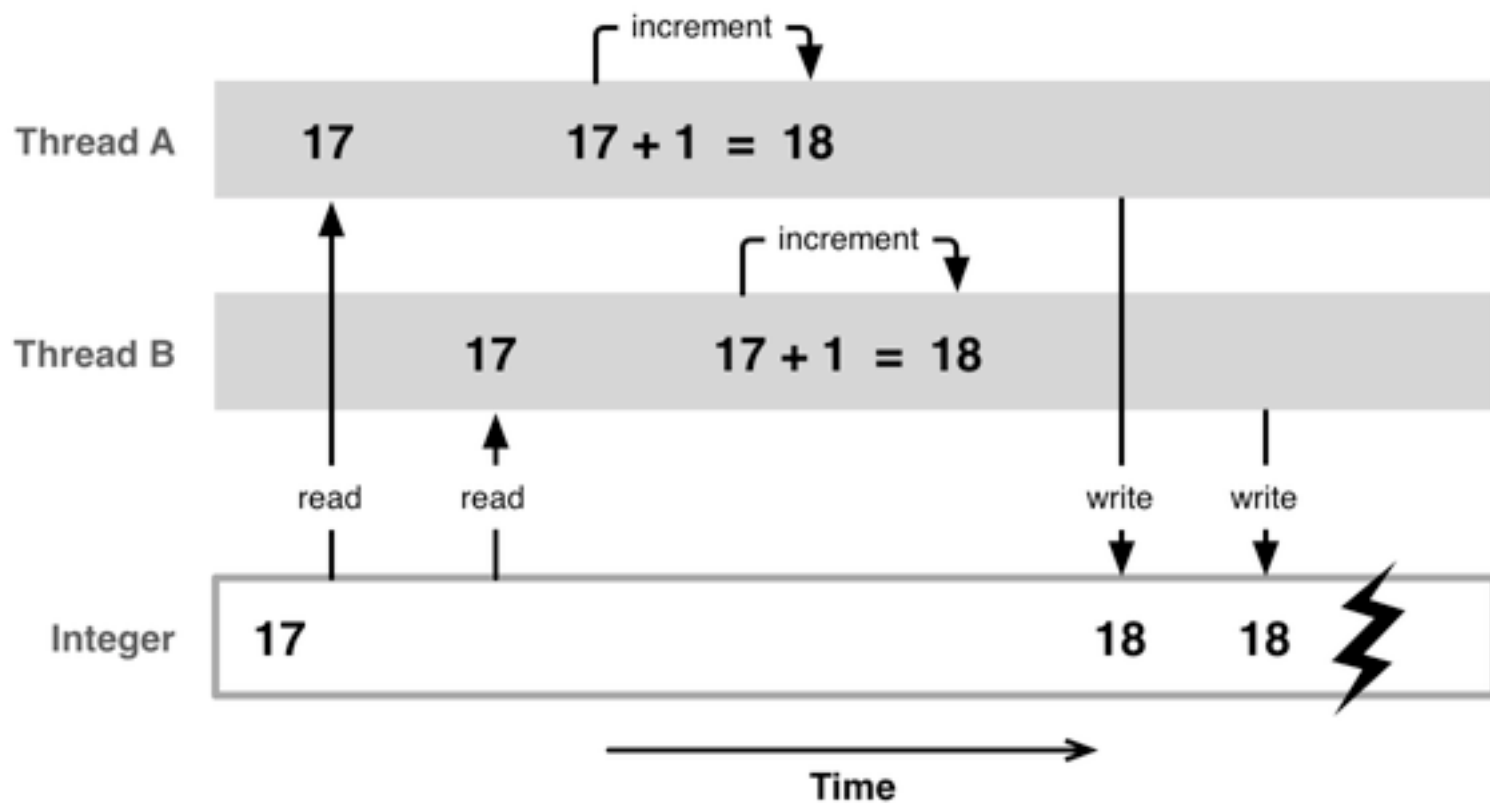 increment
Thread A 17 17 + 1 = 18
increment
Thread B 17 17 + 1 = 18
read read write write
Integer 17 18 18
Time